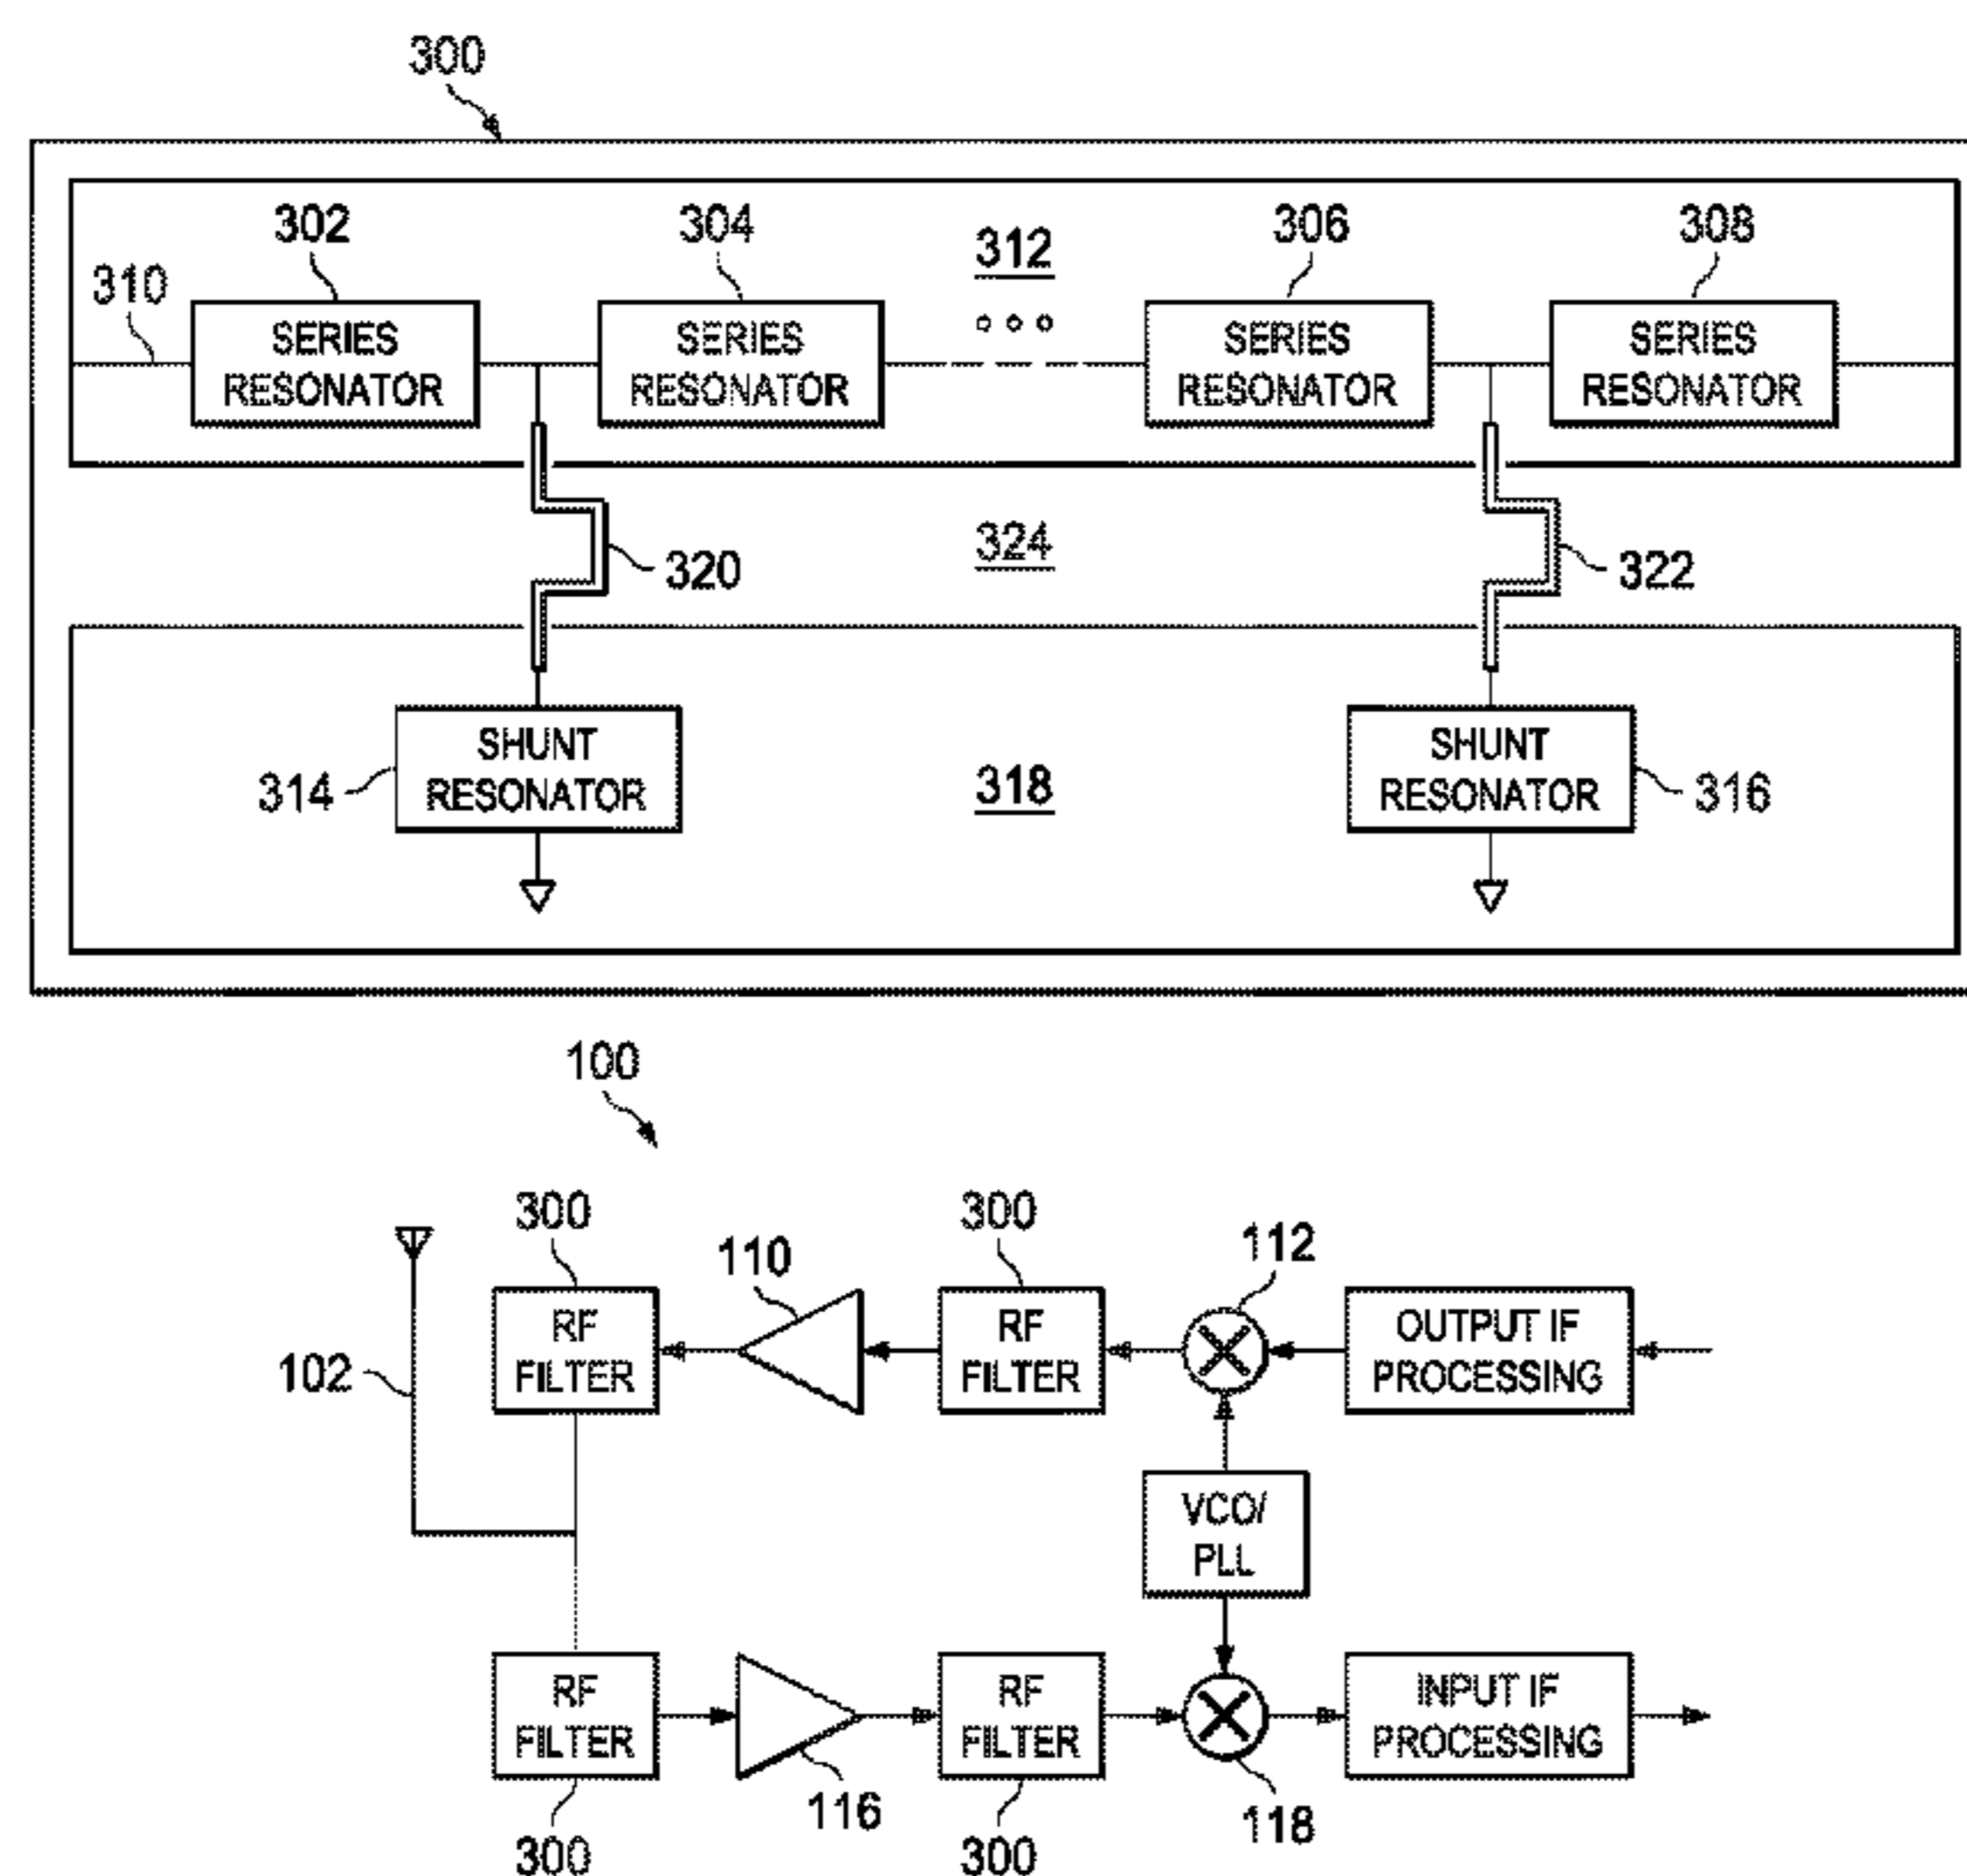 300
302
304
312
306
308
310
SERIES
RESONATOR
SERIES
RESONATOR
SERIES
RESONATOR
SERIES
RESONATOR
320
324
322
314
SHUNT
RESONATOR
318
SHUNT
RESONATOR
316
100
300
110
300
112
102
RF
FILTER
RF
FILTER
OUTPUT IF
PROCESSING
VCO/
PLL
RF
FILTER
RF
FILTER
INPUT IF
PROCESSING
300
116
300
118